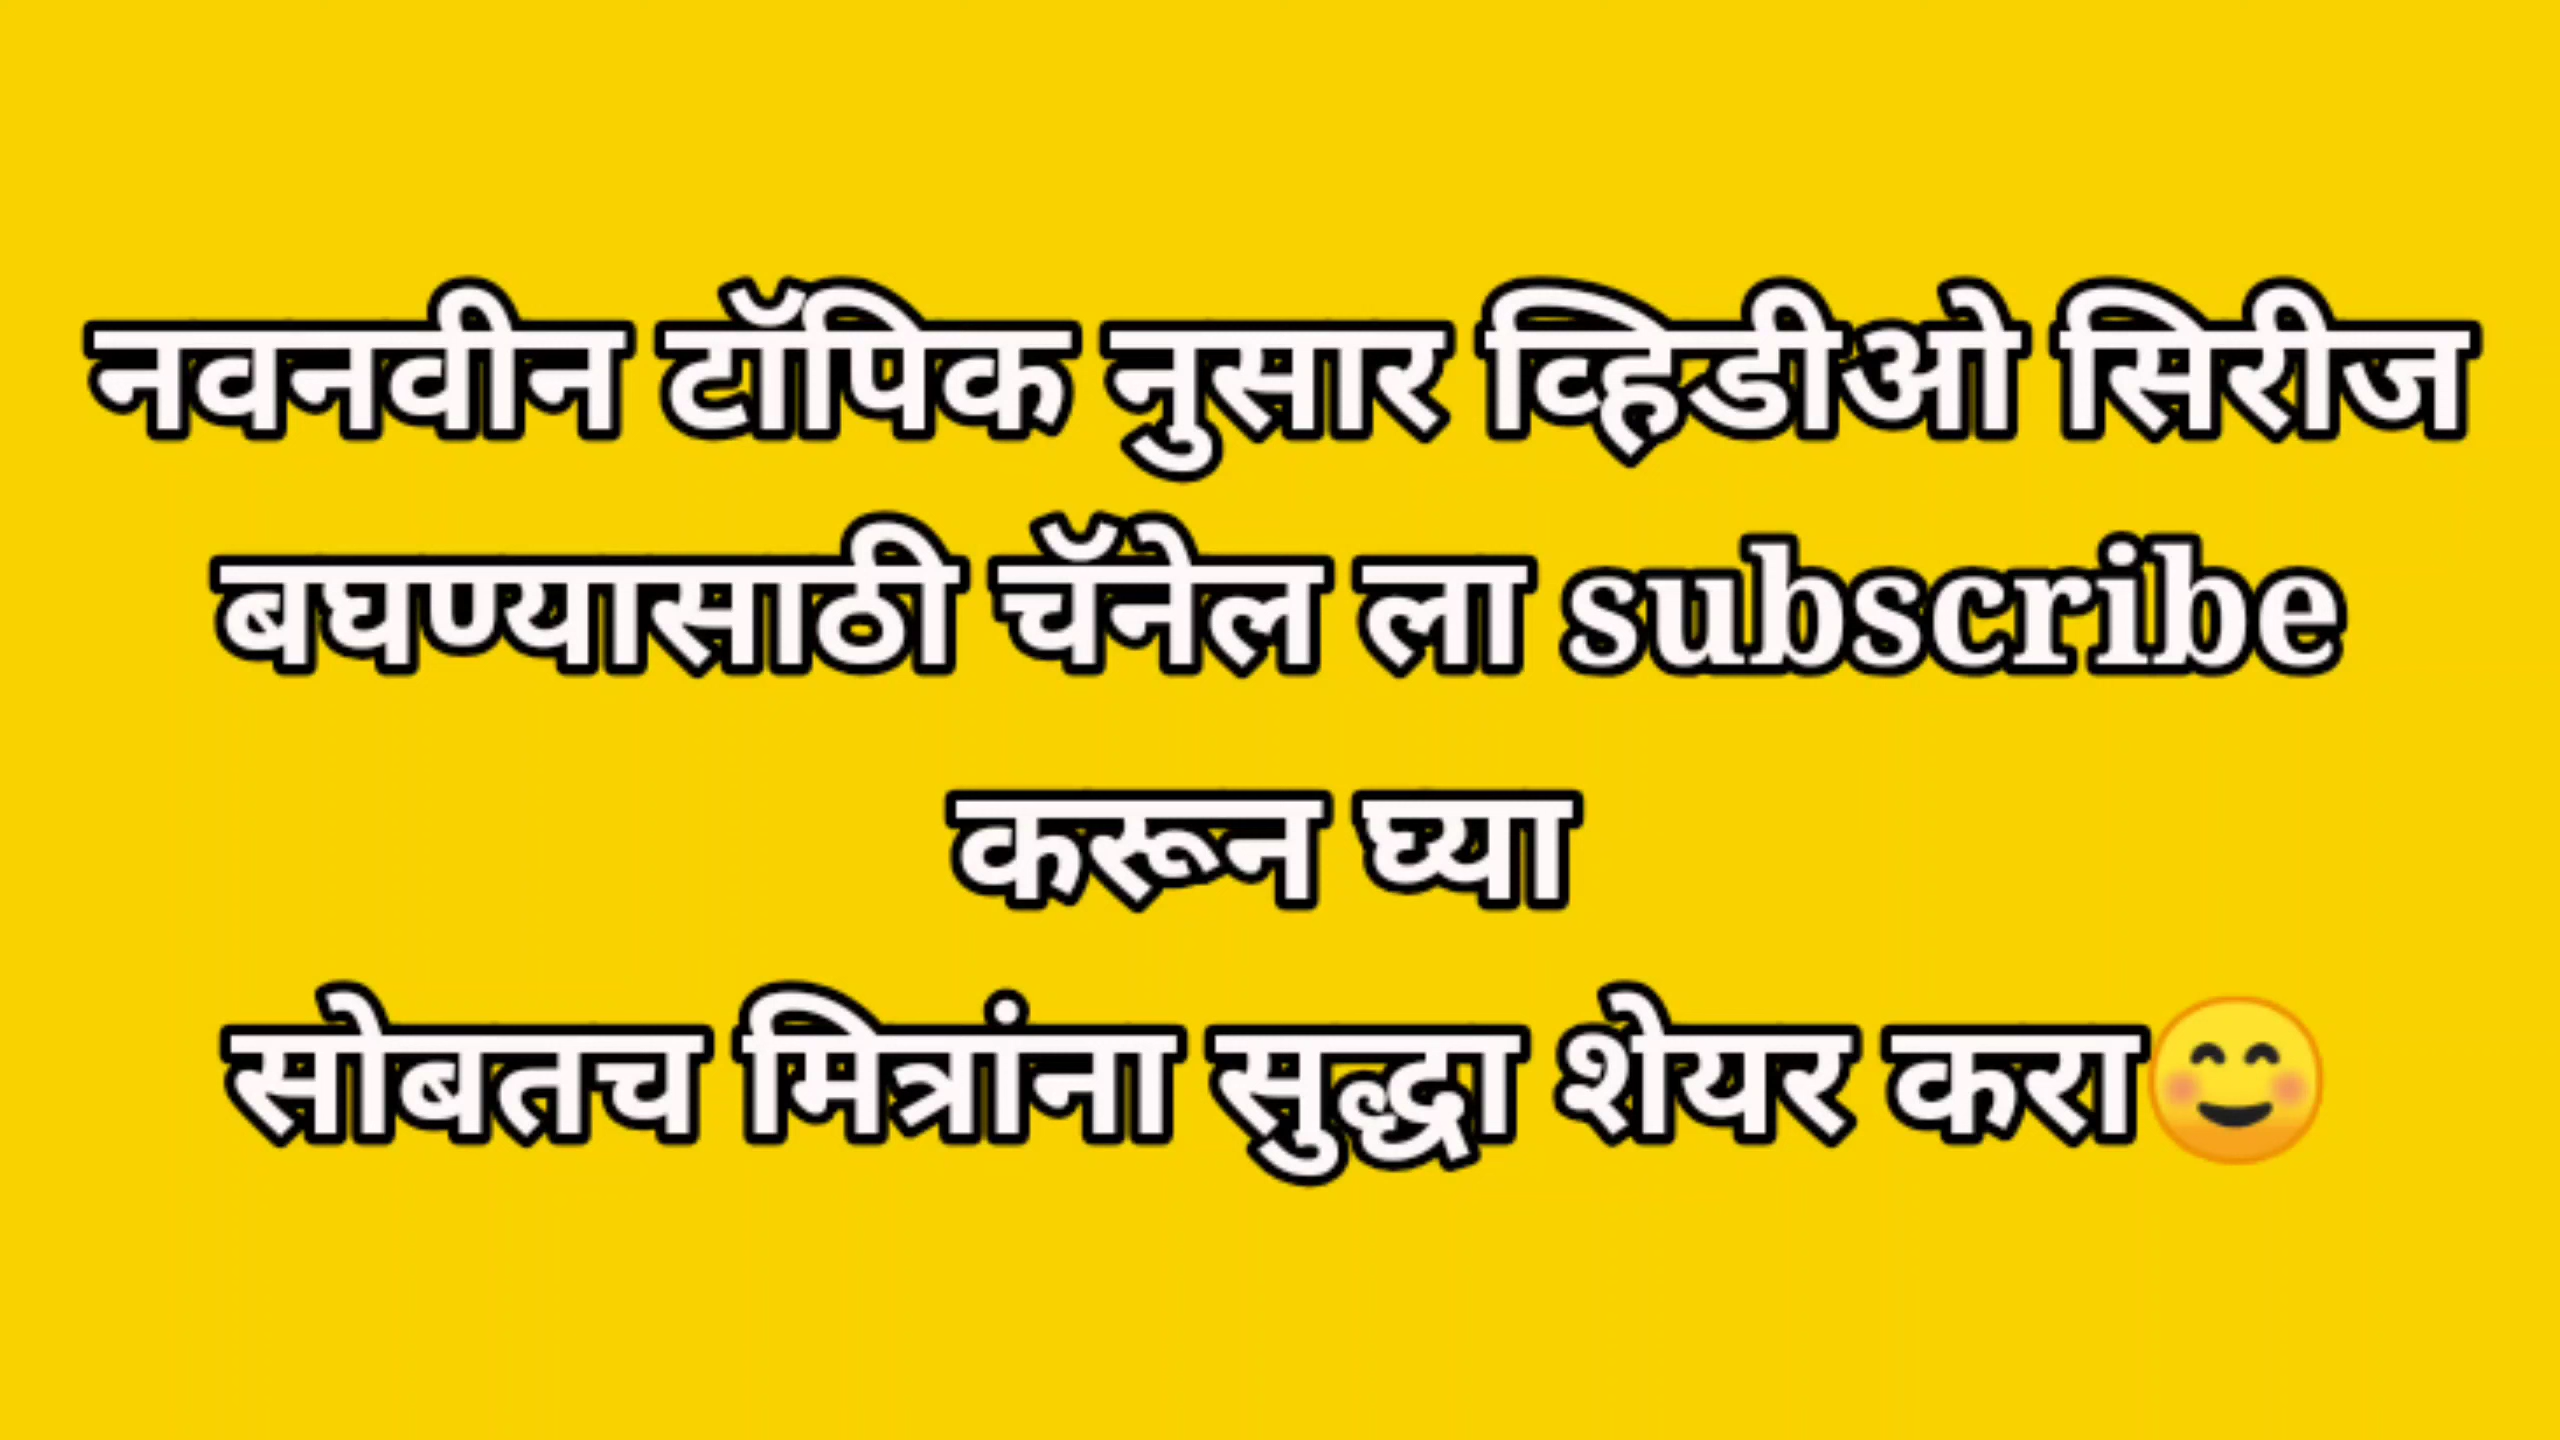 नवनवीन टॉपिक नुसार व्हिडीओ सिरीज
बघण्यासाठी चॅनेल ला subscribe
करून घ्या
सोबतच मित्रांना सुद्धा शेयर करा😊